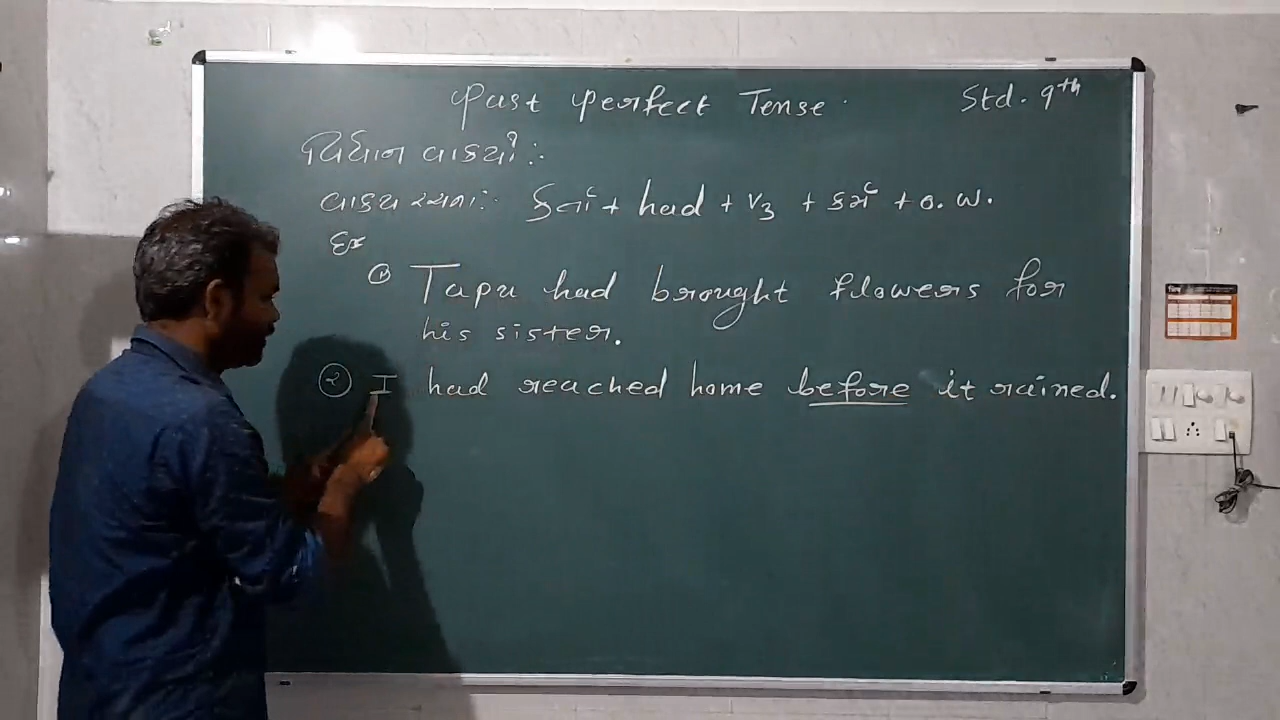 Past Perfect Tense
Std. 9th
વિધાન વાક્યો :-
વાક્ય રચના :- કર્તા + had + V3 + કર્મ + o. w.
Ex
① Tapu had brought flowers for
his sister.
② I had reached home before it rained.